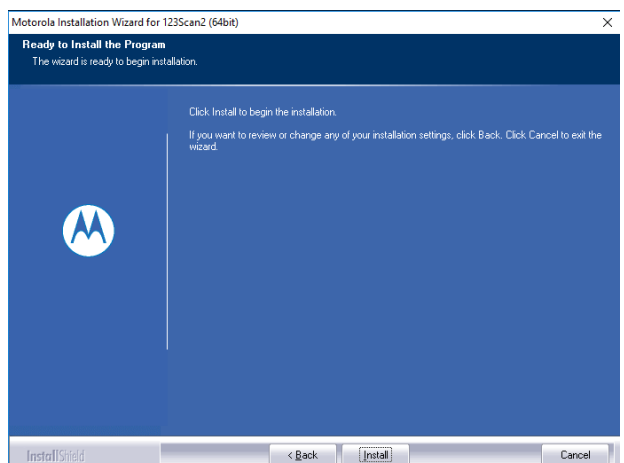 Motorola Installation Wizard for 123Scan2 (64bit)
Ready to Install the Program
The wizard is ready to begin installation.
Click Install to begin the installation.
If you want to review or change any of your installation settings, click Back. Click Cancel to exit the
wizard.
InstallShield
< Back Install Cancel